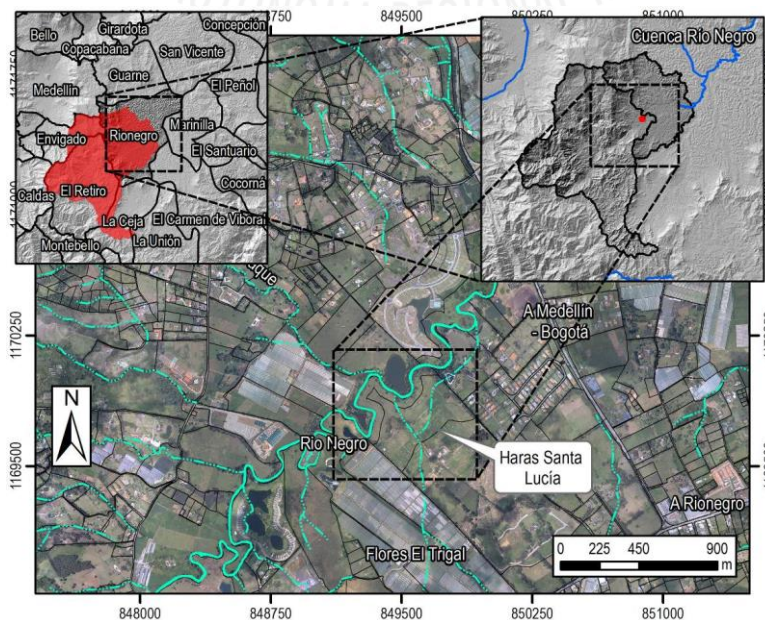 848750
849500
850250
851000
Concepción
Girardota
Bello
Copacabana
San Vicente
Guarne
El Peñol
Medellín
Marinilla
Envigado
Rionegro
El Santuario
Cocorná
Caldas
El Retiro
El Carmen de Viboral
La Ceja
Montebello
La Unión
Cuenca Río Negro
A Medellín
- Bogotá
1170250
N
Rio Negro
Haras Santa
Lucía
1169500
A Rionegro
Flores El Trigal
0 225 450 900
m
848000
848750
849500
850250
851000